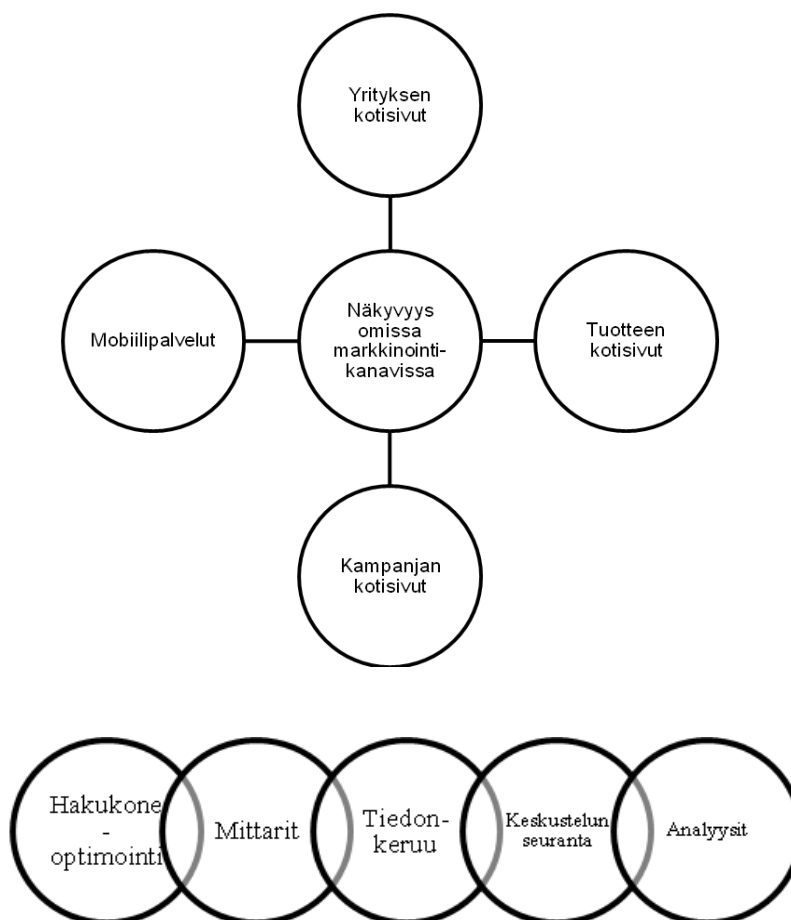 Yrityksen
kotisivut
Mobiilipalvelut
Näkyvyys
omissa
markkinointi-
kanavissa
Tuotteen
kotisivut
Kampanjan
kotisivut
Hakukone
-
optimointi
Mittarit
Tiedon-
keruu
Keskustelun
seuranta
Analyysit